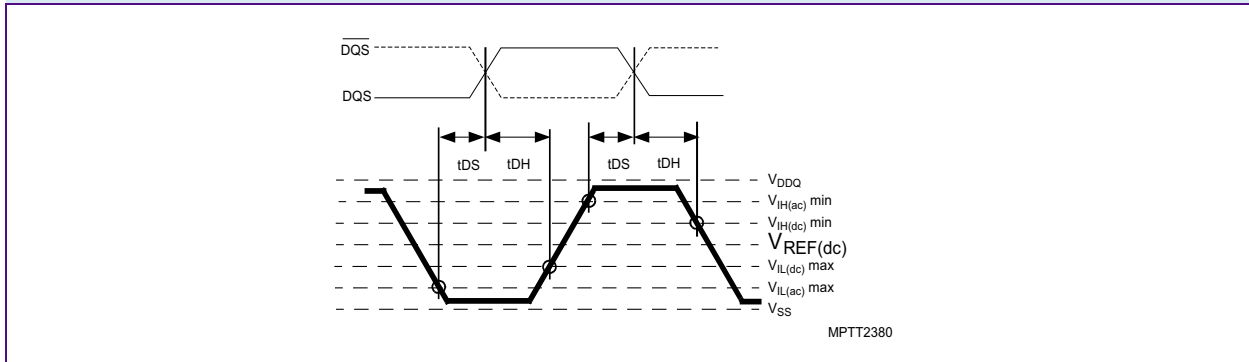 DQS
DQS
tDS tDH tDS tDH
VDDQ
VIH(ac) min
VIH(dc) min
VREF(dc)
VIL(dc) max
VIL(ac) max
VSS
MPTT2380